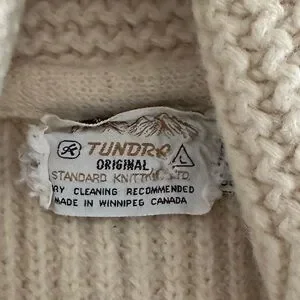 TUNDRA
ORIGINAL
STANDARD KNITTING LTD.
DRY CLEANING RECOMMENDED
MADE IN WINNIPEG CANADA